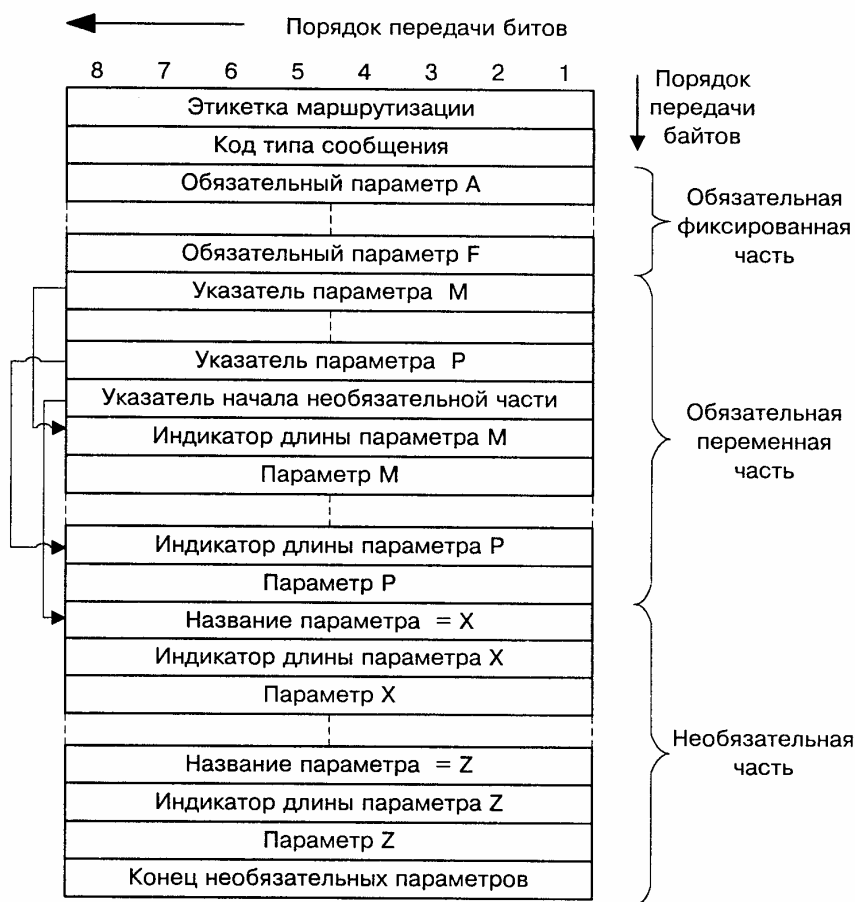 Порядок передачи битов
8 7 6 5 4 3 2 1
Порядок
передачи
байтов
Этикетка маршрутизации
Код типа сообщения
Обязательный параметр A
Обязательный параметр F
Обязательная
фиксированная
часть
Указатель параметра M
Указатель параметра P
Указатель начала необязательной части
Индикатор длины параметра M
Параметр M
Индикатор длины параметра P
Параметр P
Обязательная
переменная
часть
Название параметра = X
Индикатор длины параметра X
Параметр X
Название параметра = Z
Индикатор длины параметра Z
Параметр Z
Конец необязательных параметров
Необязательная
часть